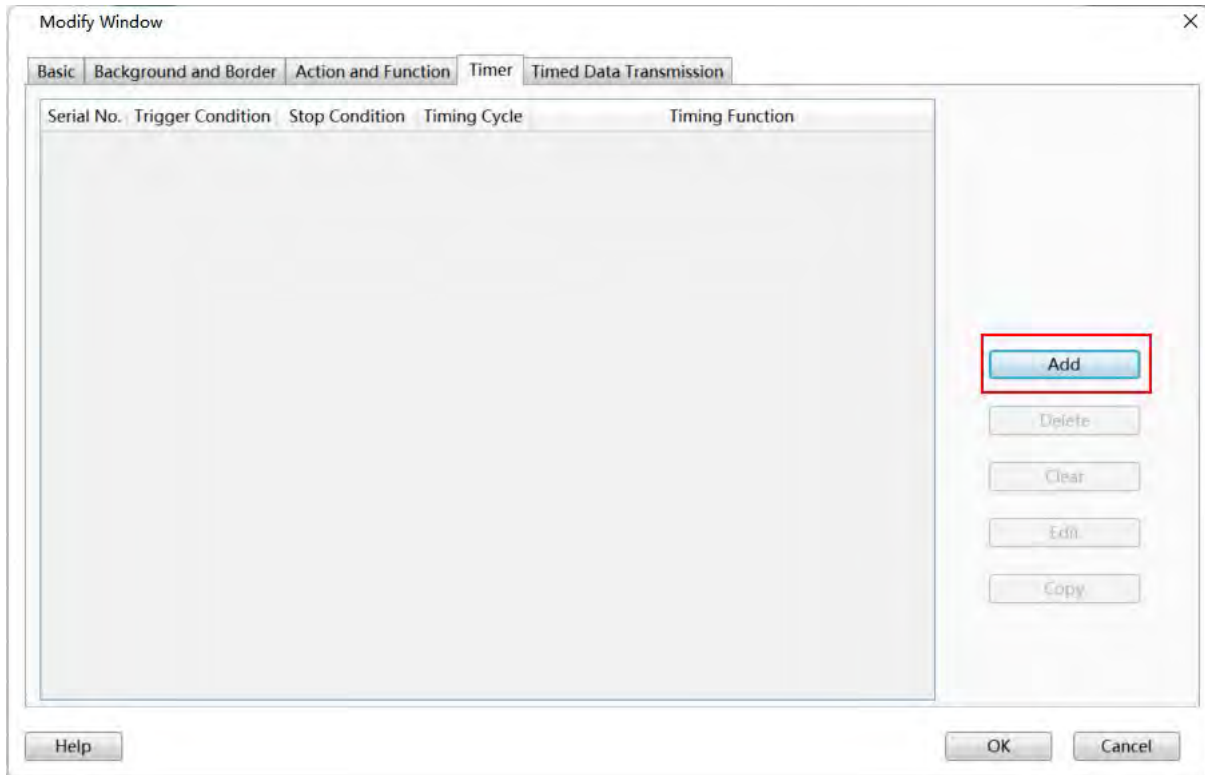 Modify Window
Basic Background and Border Action and Function Timer Timed Data Transmission
Serial No. Trigger Condition Stop Condition Timing Cycle Timing Function
Add
Delete
Clear
Edit
Copy
Help OK Cancel